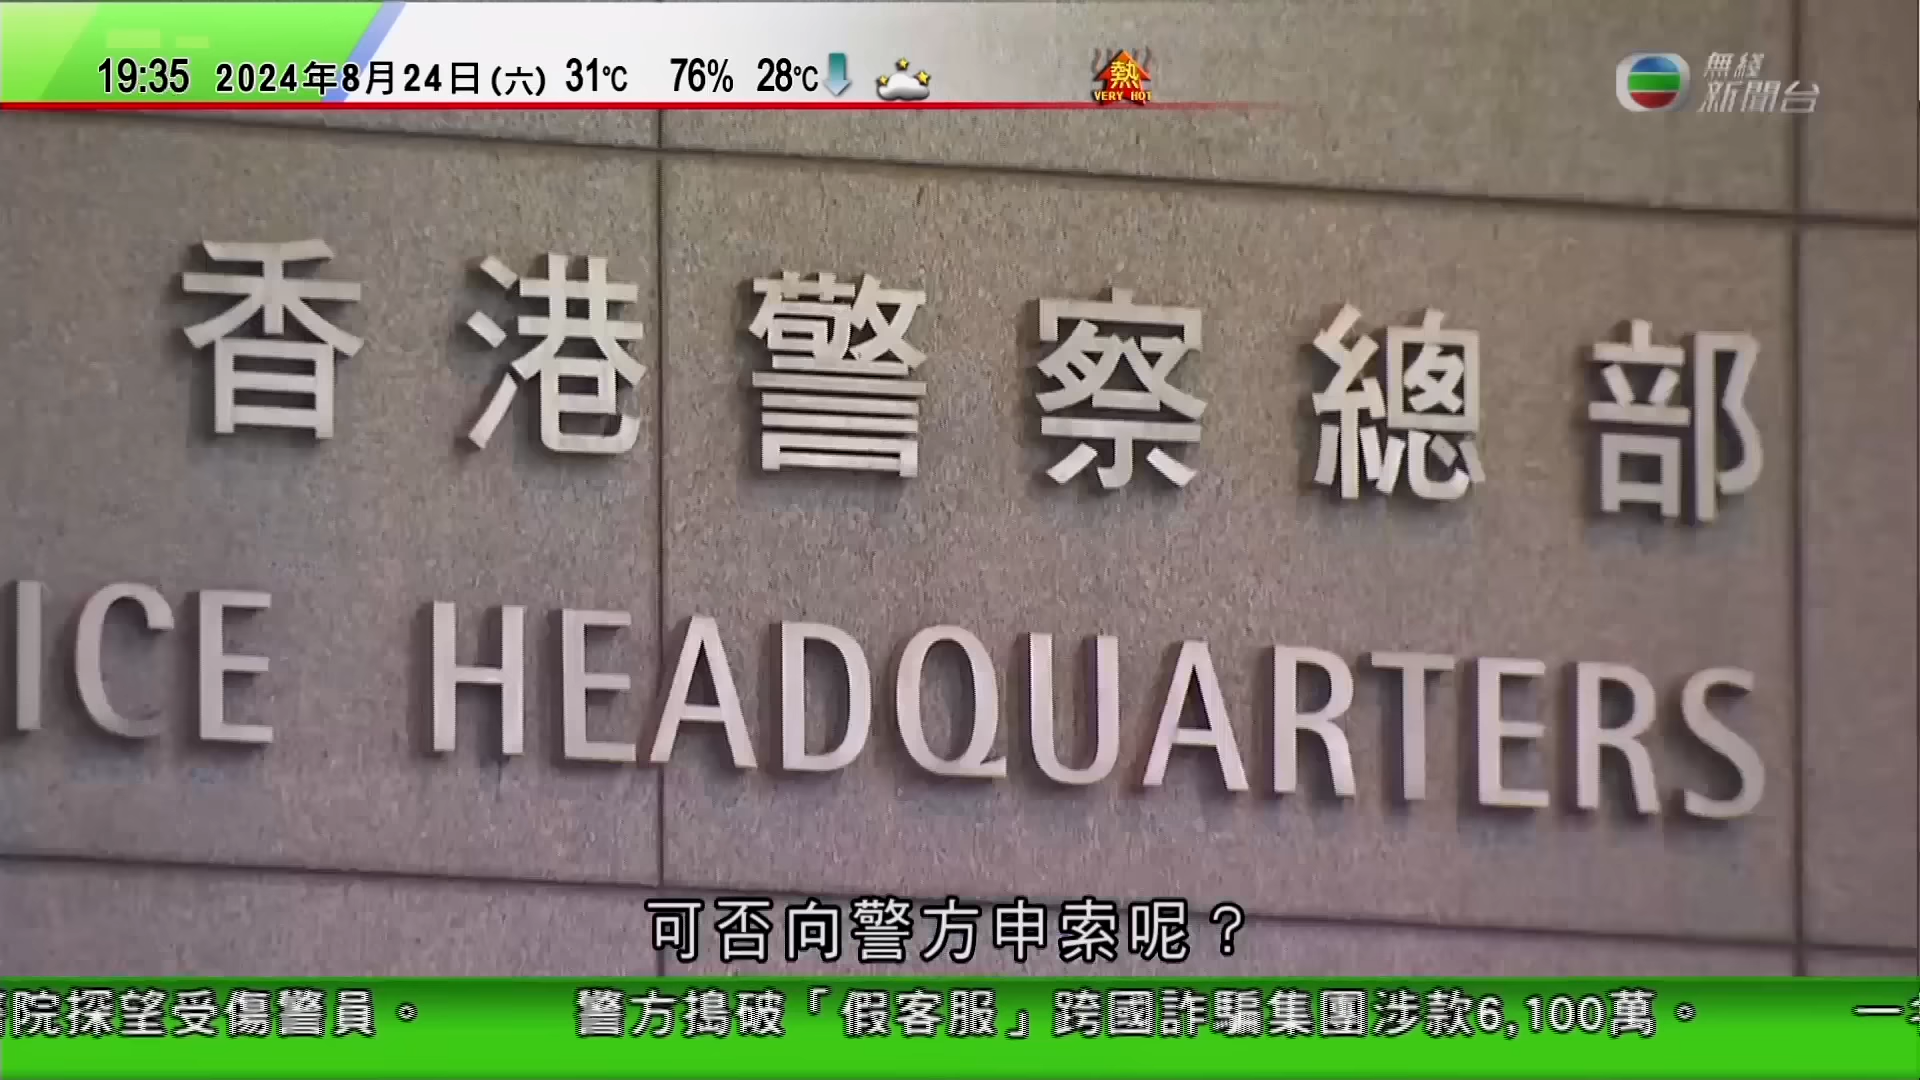 19:35 2024年8月24日(六) 31℃ 76% 28℃
熱
VERY HOT
無綫
新聞台
香港警察總部
ICE HEADQUARTERS
可否向警方申索呢？
院探望受傷警員。 警方搗破「假客服」跨國詐騙集團涉款6,100萬。 一